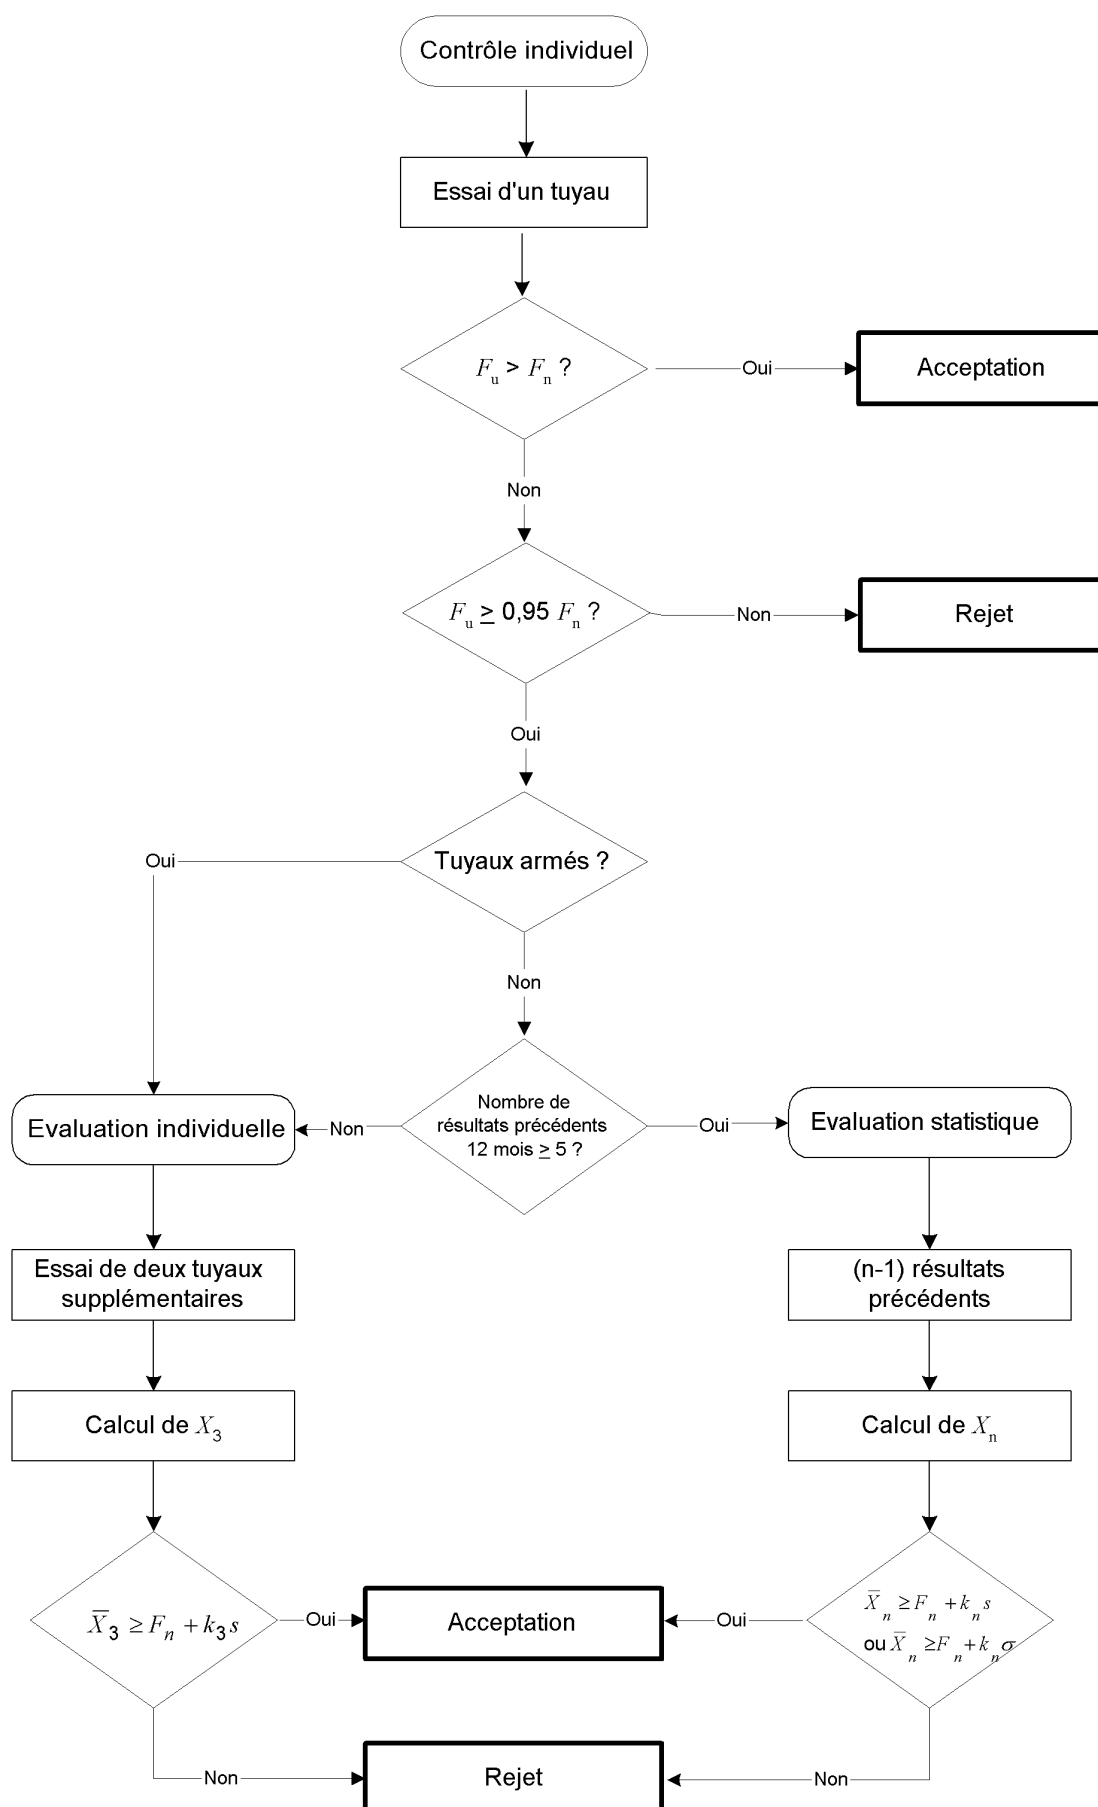 Contrôle individuel
Essai d'un tuyau
F_u > F_n ?
Oui
Acceptation
Non
F_u ≥ 0,95 F_n ?
Non
Rejet
Oui
Tuyaux armés ?
Oui
Non
Nombre de
résultats précédents
12 mois ≥ 5 ?
Non
Oui
Evaluation individuelle
Evaluation statistique
Essai de deux tuyaux
supplémentaires
(n-1) résultats
précédents
Calcul de X_3
Calcul de X_n
X̅_3 ≥ F_n + k_3 s
Oui
Acceptation
Oui
X̅_n ≥ F_n + k_n s
ou X̅_n ≥ F_n + k_n σ
Non
Rejet
Non